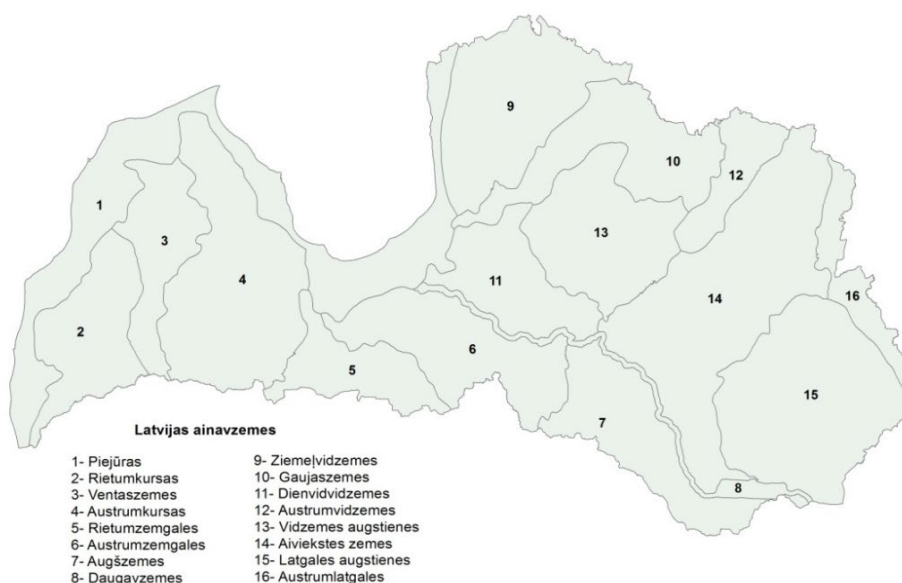 9
10
12
1
13
3
4
11
14
16
2
6
5
15
7
8
Latvijas ainavzemes
1- Piejūras
2- Rietumkursas
3- Ventaszemes
4- Austrumkursas
5- Rietumzemgales
6- Austrumzemgales
7- Augšzemes
8- Daugavzemes
9- Ziemeļvidzemes
10- Gaujaszemes
11- Dienvidvidzemes
12- Austrumvidzemes
13- Vidzemes augstienes
14- Aiviekstes zemes
15- Latgales augstienes
16- Austrumlatgales